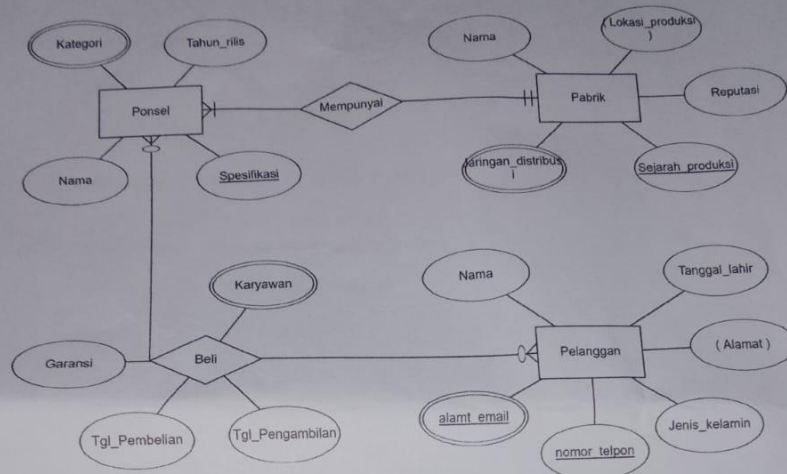 Kategori
Tahun_rilis
Ponsel
Nama
Spesifikasi
Mempunyai
Nama
(Lokasi_produksi
)
Pabrik
Reputasi
Jaringan_distribus
i
Sejarah_produksi
Karyawan
Garansi
Beli
Tgl_Pembelian
Tgl_Pengambilan
Nama
Tanggal_lahir
Pelanggan
( Alamat )
alamt_email
nomor_telpon
Jenis_kelamin